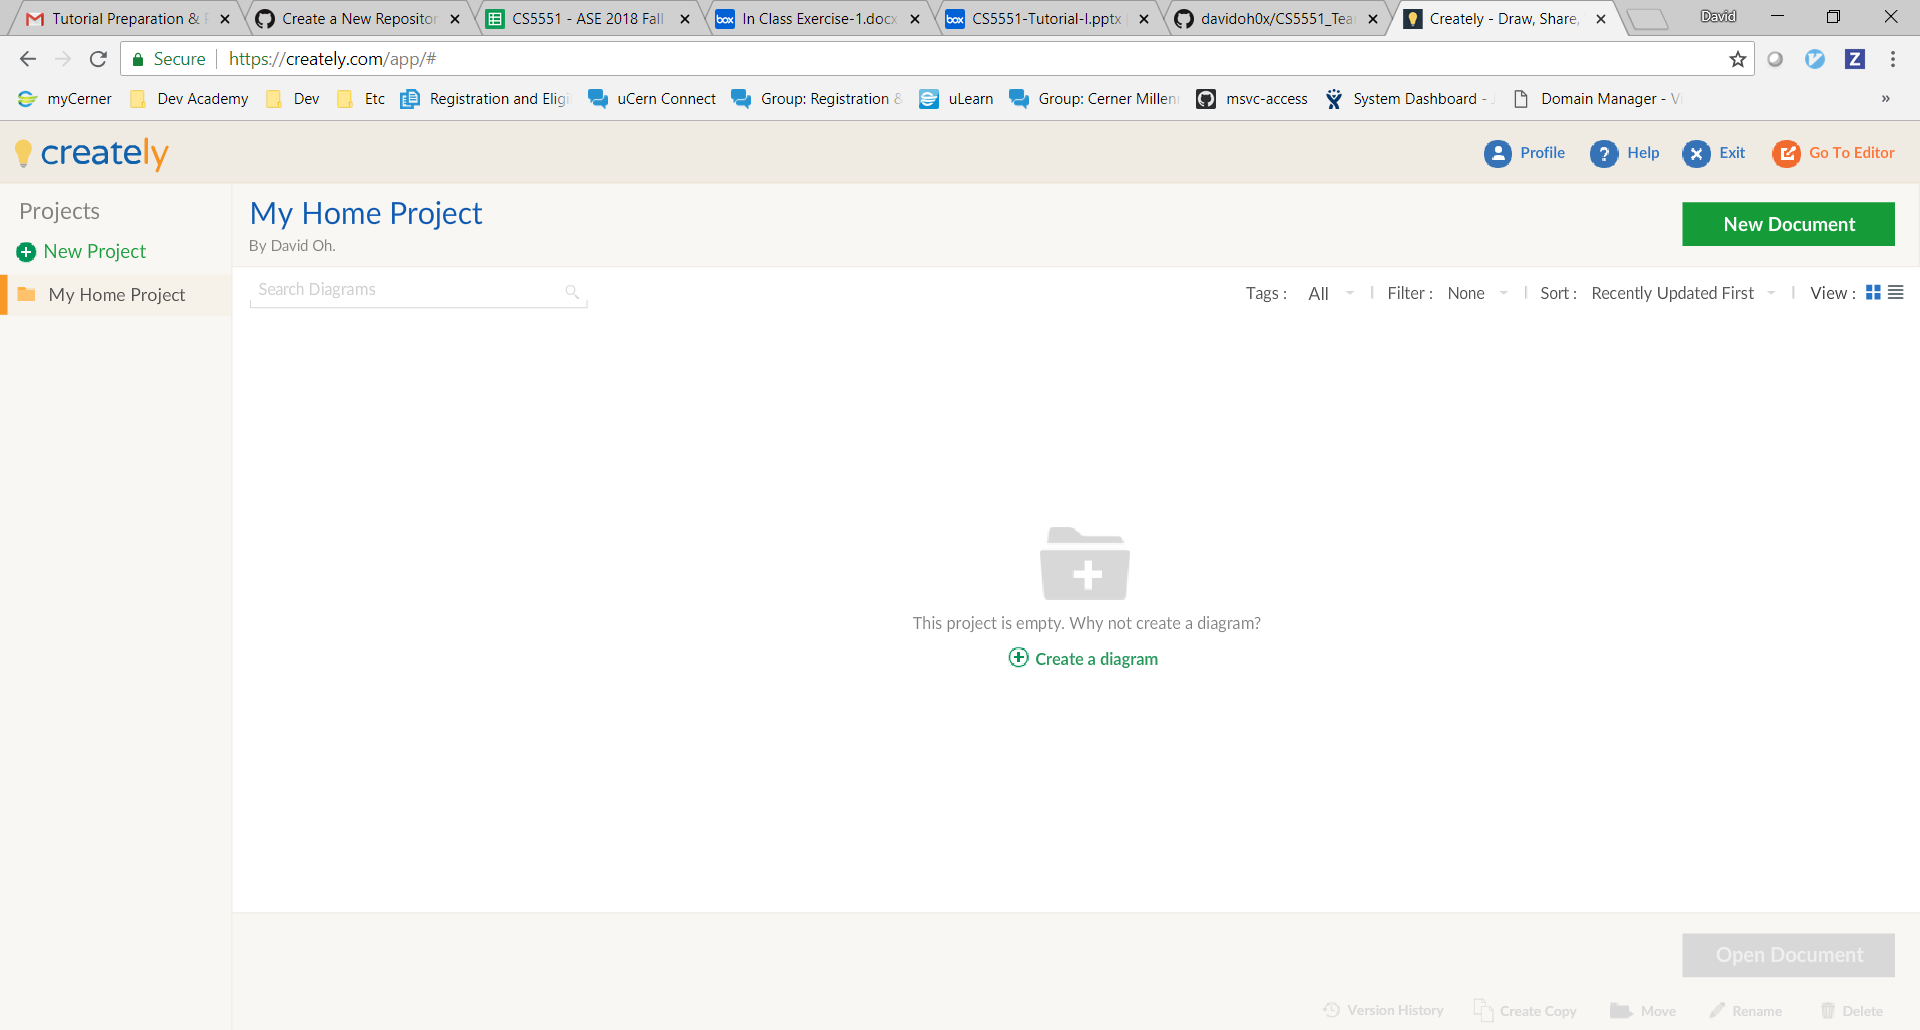 Tutorial Preparation &
Create a New Repositor
CS5551 - ASE 2018 Fall
In Class Exercise-1.docx
CS5551-Tutorial-I.pptx
davidoh0x/CS5551_Tea
Creately - Draw, Share,
David
Secure
https://creately.com/app/#
myCerner
Dev Academy
Dev
Etc
Registration and Eligi
uCern Connect
Group: Registration &
uLearn
Group: Cerner Millen
msvc-access
System Dashboard -
Domain Manager - Vi
»
creately
Profile
Help
Exit
Go To Editor
Projects
New Project
My Home Project
My Home Project
By David Oh.
New Document
Search Diagrams
Tags : All
Filter : None
Sort : Recently Updated First
View :
This project is empty. Why not create a diagram?
Create a diagram
Open Document
Version History
Create Copy
Move
Rename
Delete